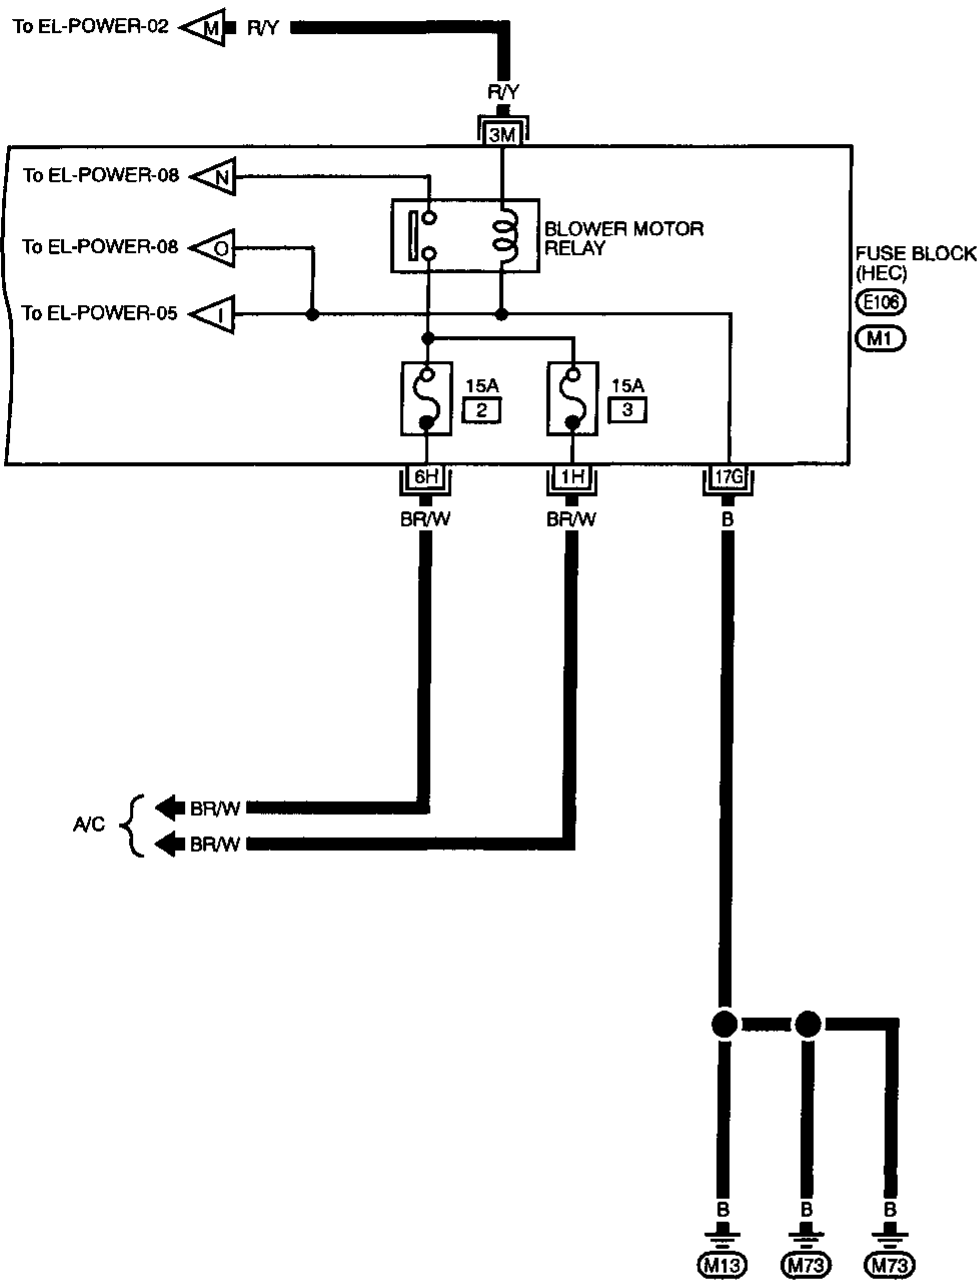 To EL-POWER-02 M R/Y
R/Y
3M
To EL-POWER-08 N
BLOWER MOTOR
RELAY
To EL-POWER-08 O
FUSE BLOCK
(HEC)
E106
To EL-POWER-05 I
M1
15A
2
15A
3
6H
1H
17G
BR/W
BR/W
B
A/C
BR/W
BR/W
B
B
B
M13
M73
M73